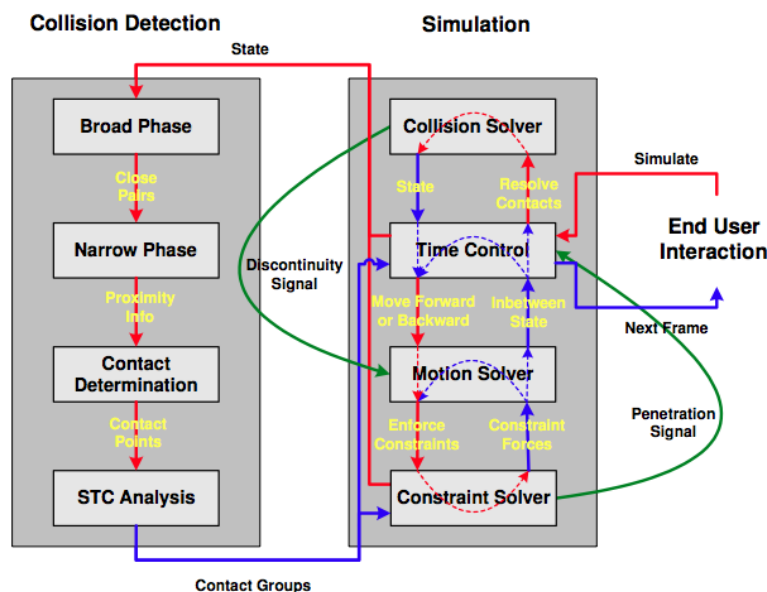 Collision Detection
Simulation
State
Broad Phase
Close
Pairs
Narrow Phase
Proximity
Info
Contact
Determination
Contact
Points
STC Analysis
Contact Groups
Discontinuity
Signal
Collision Solver
State
Resolve
Contacts
Time Control
Move Forward
or Backward
Inbetween
State
Motion Solver
Enforce
Constraints
Constraint
Forces
Constraint Solver
Simulate
End User
Interaction
Next Frame
Penetration
Signal